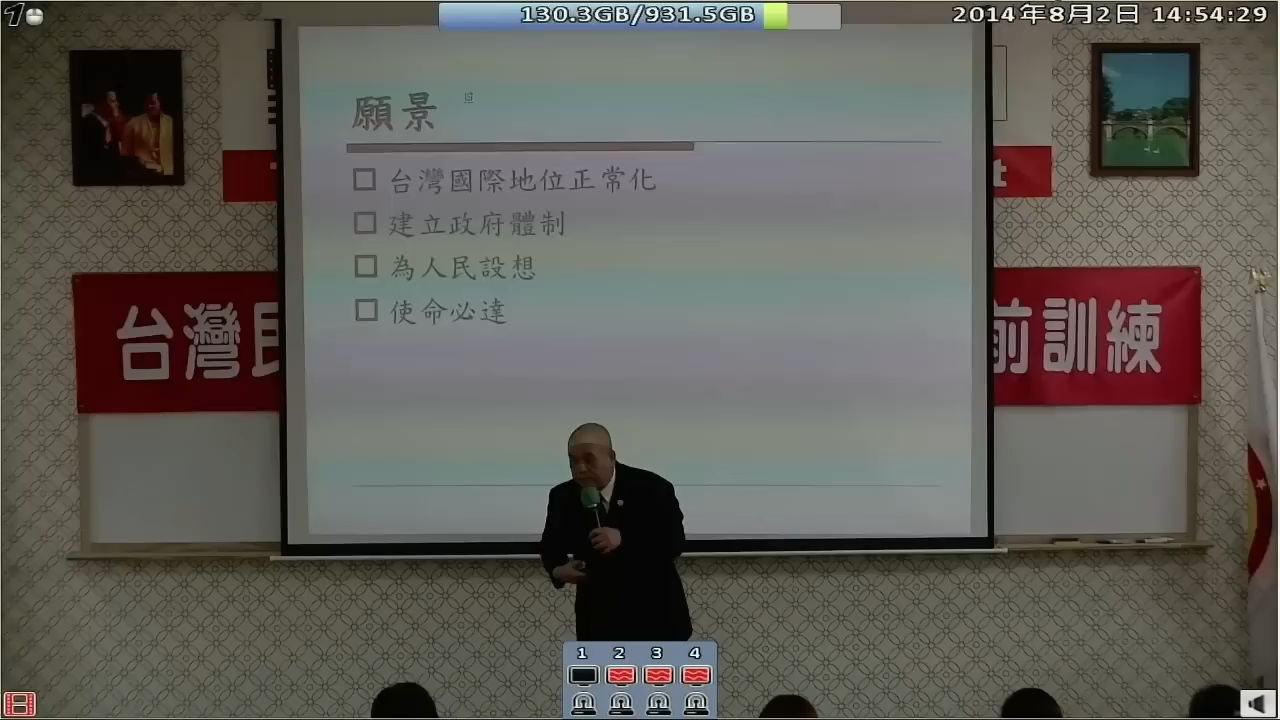 130.3GB/931.5GB
2014年8月2日 14:54:29
願景
台灣國際地位正常化
建立政府體制
為人民設想
使命必達
t
台灣民
前訓練
1 2 3 4